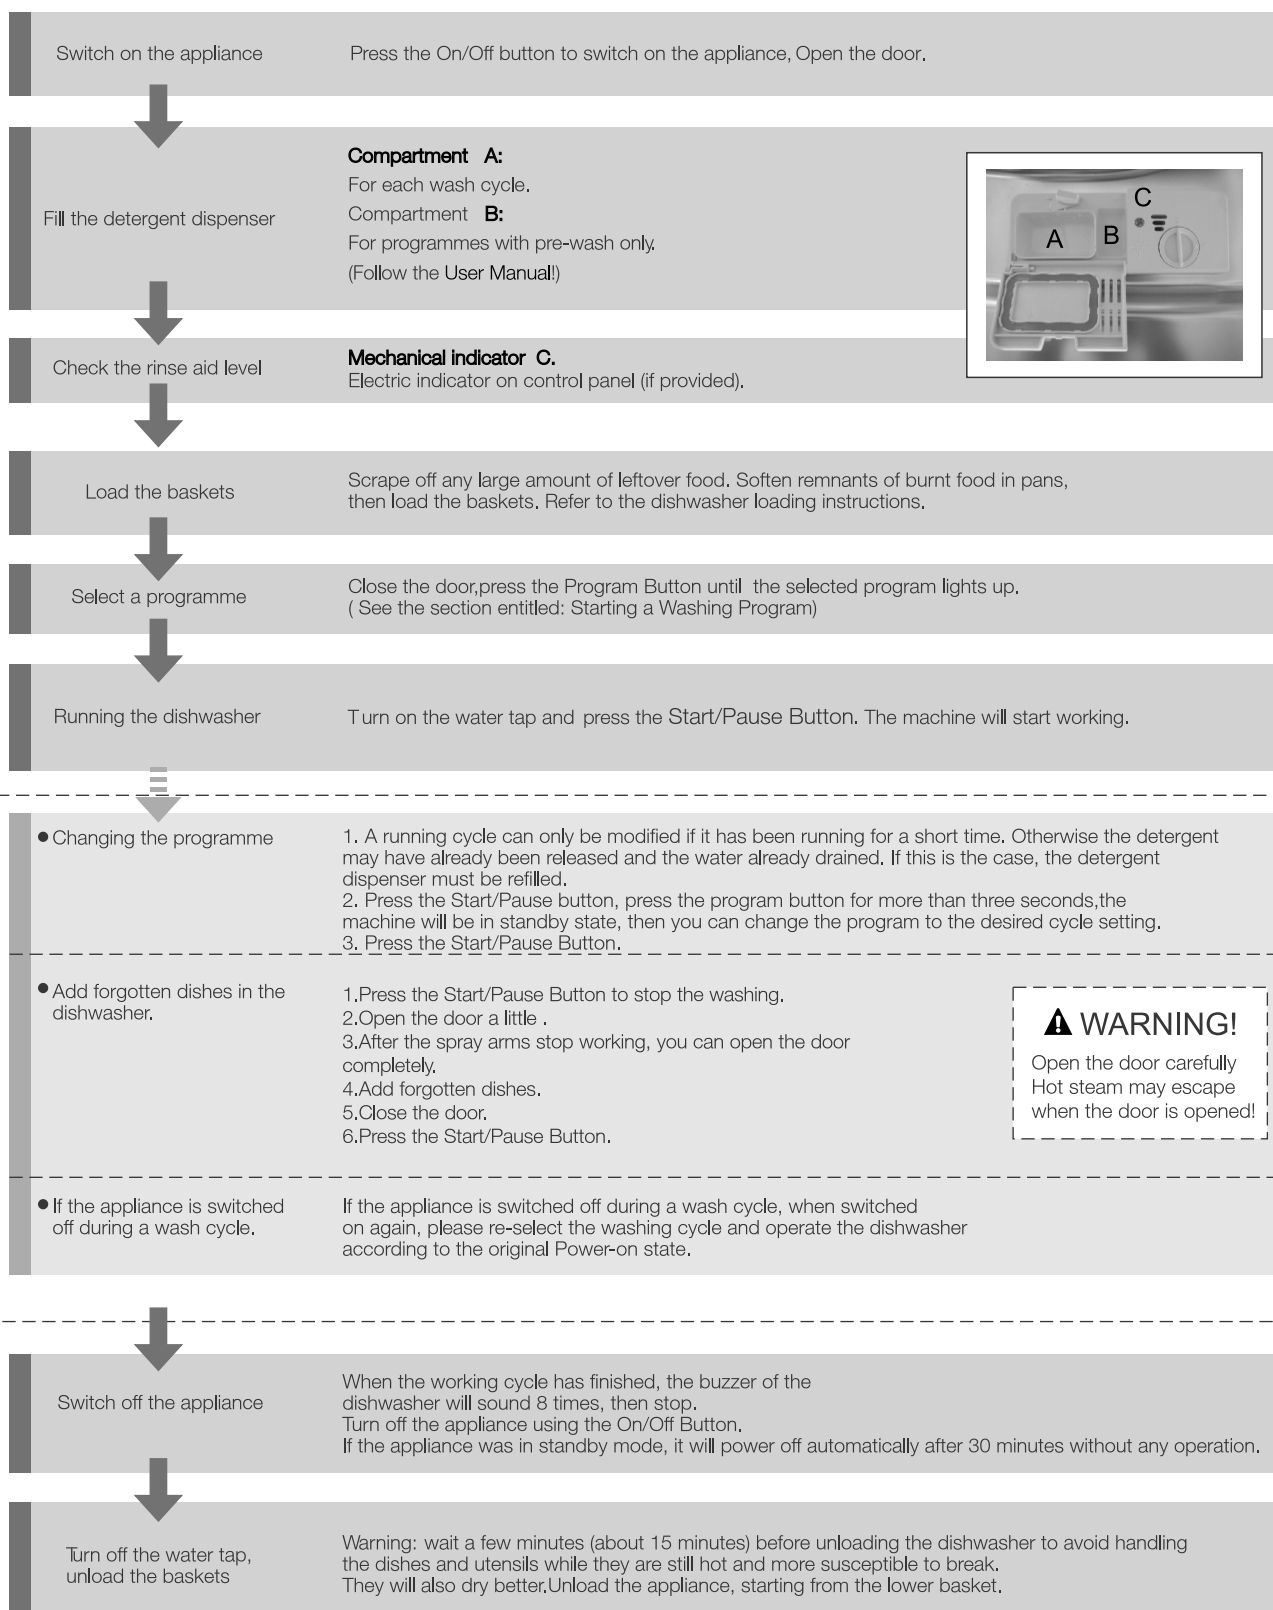 Switch on the appliance
Press the On/Off button to switch on the appliance, Open the door.
Fill the detergent dispenser
Compartment A:
For each wash cycle.
Compartment B:
For programmes with pre-wash only.
(Follow the User Manual!)
A
B
C
Check the rinse aid level
Mechanical indicator C.
Electric indicator on control panel (if provided).
Load the baskets
Scrape off any large amount of leftover food. Soften remnants of burnt food in pans,
then load the baskets. Refer to the dishwasher loading instructions.
Select a programme
Close the door,press the Program Button until the selected program lights up.
( See the section entitled: Starting a Washing Program)
Running the dishwasher
Turn on the water tap and press the Start/Pause Button. The machine will start working.
Changing the programme
1. A running cycle can only be modified if it has been running for a short time. Otherwise the detergent
may have already been released and the water already drained. If this is the case, the detergent
dispenser must be refilled.
2. Press the Start/Pause button, press the program button for more than three seconds,the
machine will be in standby state, then you can change the program to the desired cycle setting.
3. Press the Start/Pause Button.
Add forgotten dishes in the
dishwasher.
1.Press the Start/Pause Button to stop the washing.
2.Open the door a little .
3.After the spray arms stop working, you can open the door
completely.
4.Add forgotten dishes.
5.Close the door.
6.Press the Start/Pause Button.
WARNING!
Open the door carefully
Hot steam may escape
when the door is opened!
If the appliance is switched
off during a wash cycle.
If the appliance is switched off during a wash cycle, when switched
on again, please re-select the washing cycle and operate the dishwasher
according to the original Power-on state.
Switch off the appliance
When the working cycle has finished, the buzzer of the
dishwasher will sound 8 times, then stop.
Turn off the appliance using the On/Off Button.
If the appliance was in standby mode, it will power off automatically after 30 minutes without any operation.
Turn off the water tap,
unload the baskets
Warning: wait a few minutes (about 15 minutes) before unloading the dishwasher to avoid handling
the dishes and utensils while they are still hot and more susceptible to break.
They will also dry better.Unload the appliance, starting from the lower basket.